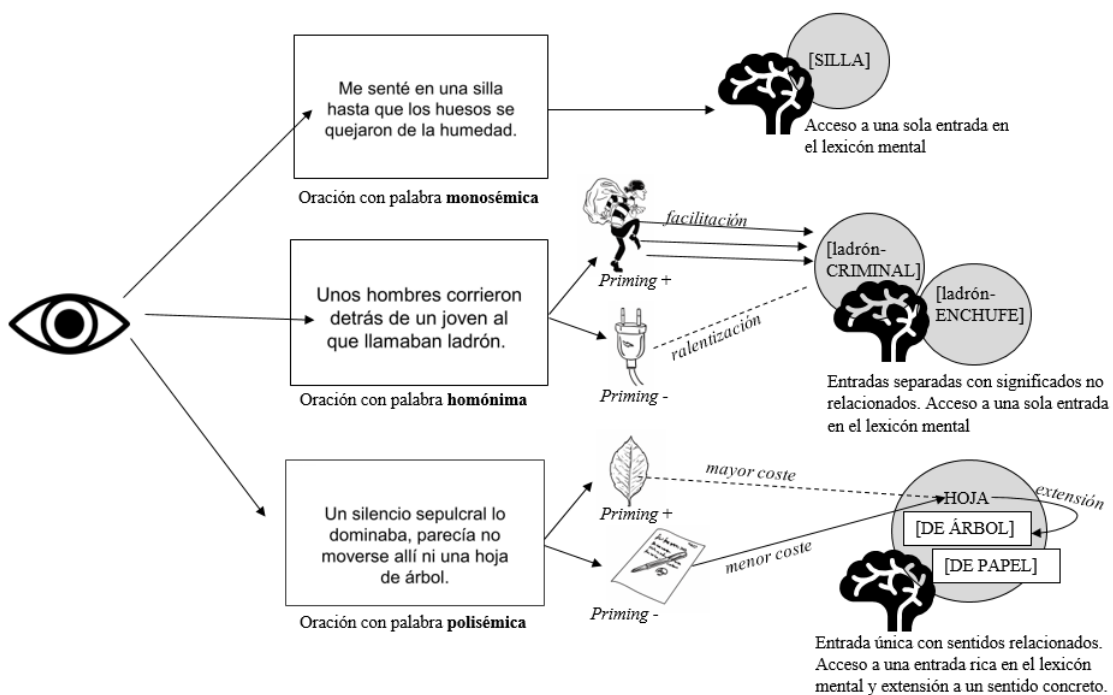 Me senté en una silla
hasta que los huesos se
quejaron de la humedad.
Oración con palabra monosémica
[SILLA]
Acceso a una sola entrada en
el lexicón mental
Unos hombres corrieron
detrás de un joven al
que llamaban ladrón.
Oración con palabra homónima
facilitación
Priming +
ralentización
Priming -
[ladrón-
CRIMINAL]
[ladrón-
ENCHUFE]
Entradas separadas con significados no
relacionados. Acceso a una sola entrada
en el lexicón mental
Un silencio sepulcral lo
dominaba, parecía no
moverse allí ni una hoja
de árbol.
Oración con palabra polisémica
mayor coste
Priming +
menor coste
Priming -
HOJA
extensión
[DE ÁRBOL]
[DE PAPEL]
Entrada única con sentidos relacionados.
Acceso a una entrada rica en el lexicón
mental y extensión a un sentido concreto.